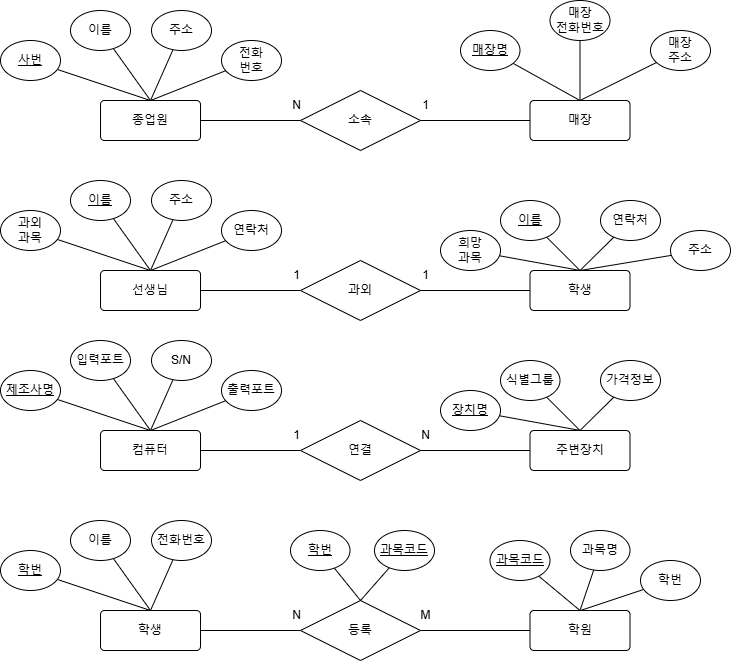 이름
주소
사번
전화
번호
종업원
N
소속
1
매장
전화번호
매장명
매장
주소
매장
이름
주소
과외
과목
연락처
선생님
1
과외
1
이름
연락처
희망
과목
주소
학생
입력포트
S/N
제조사명
출력포트
컴퓨터
1
연결
N
식별그룹
가격정보
장치명
주변장치
이름
전화번호
학번
학생
N
학번
과목코드
등록
M
과목코드
과목명
학번
학원